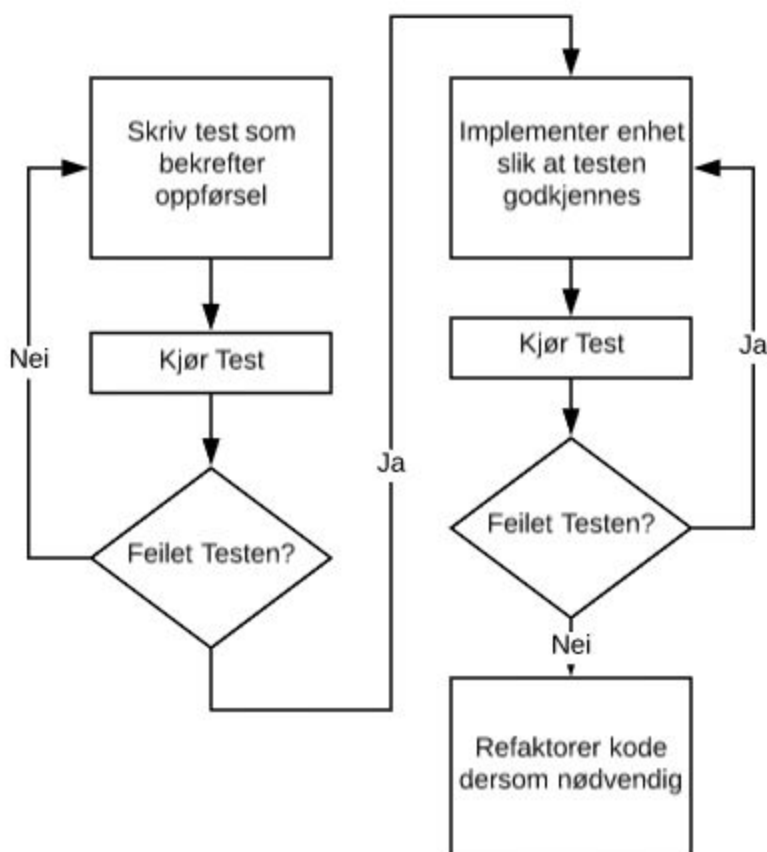 Skriv test som
bekrefter
oppførsel
Nei
Kjør Test
Feilet Testen?
Ja
Implementer enhet
slik at testen
godkjennes
Kjør Test
Ja
Feilet Testen?
Nei
Refaktorer kode
dersom nødvendig